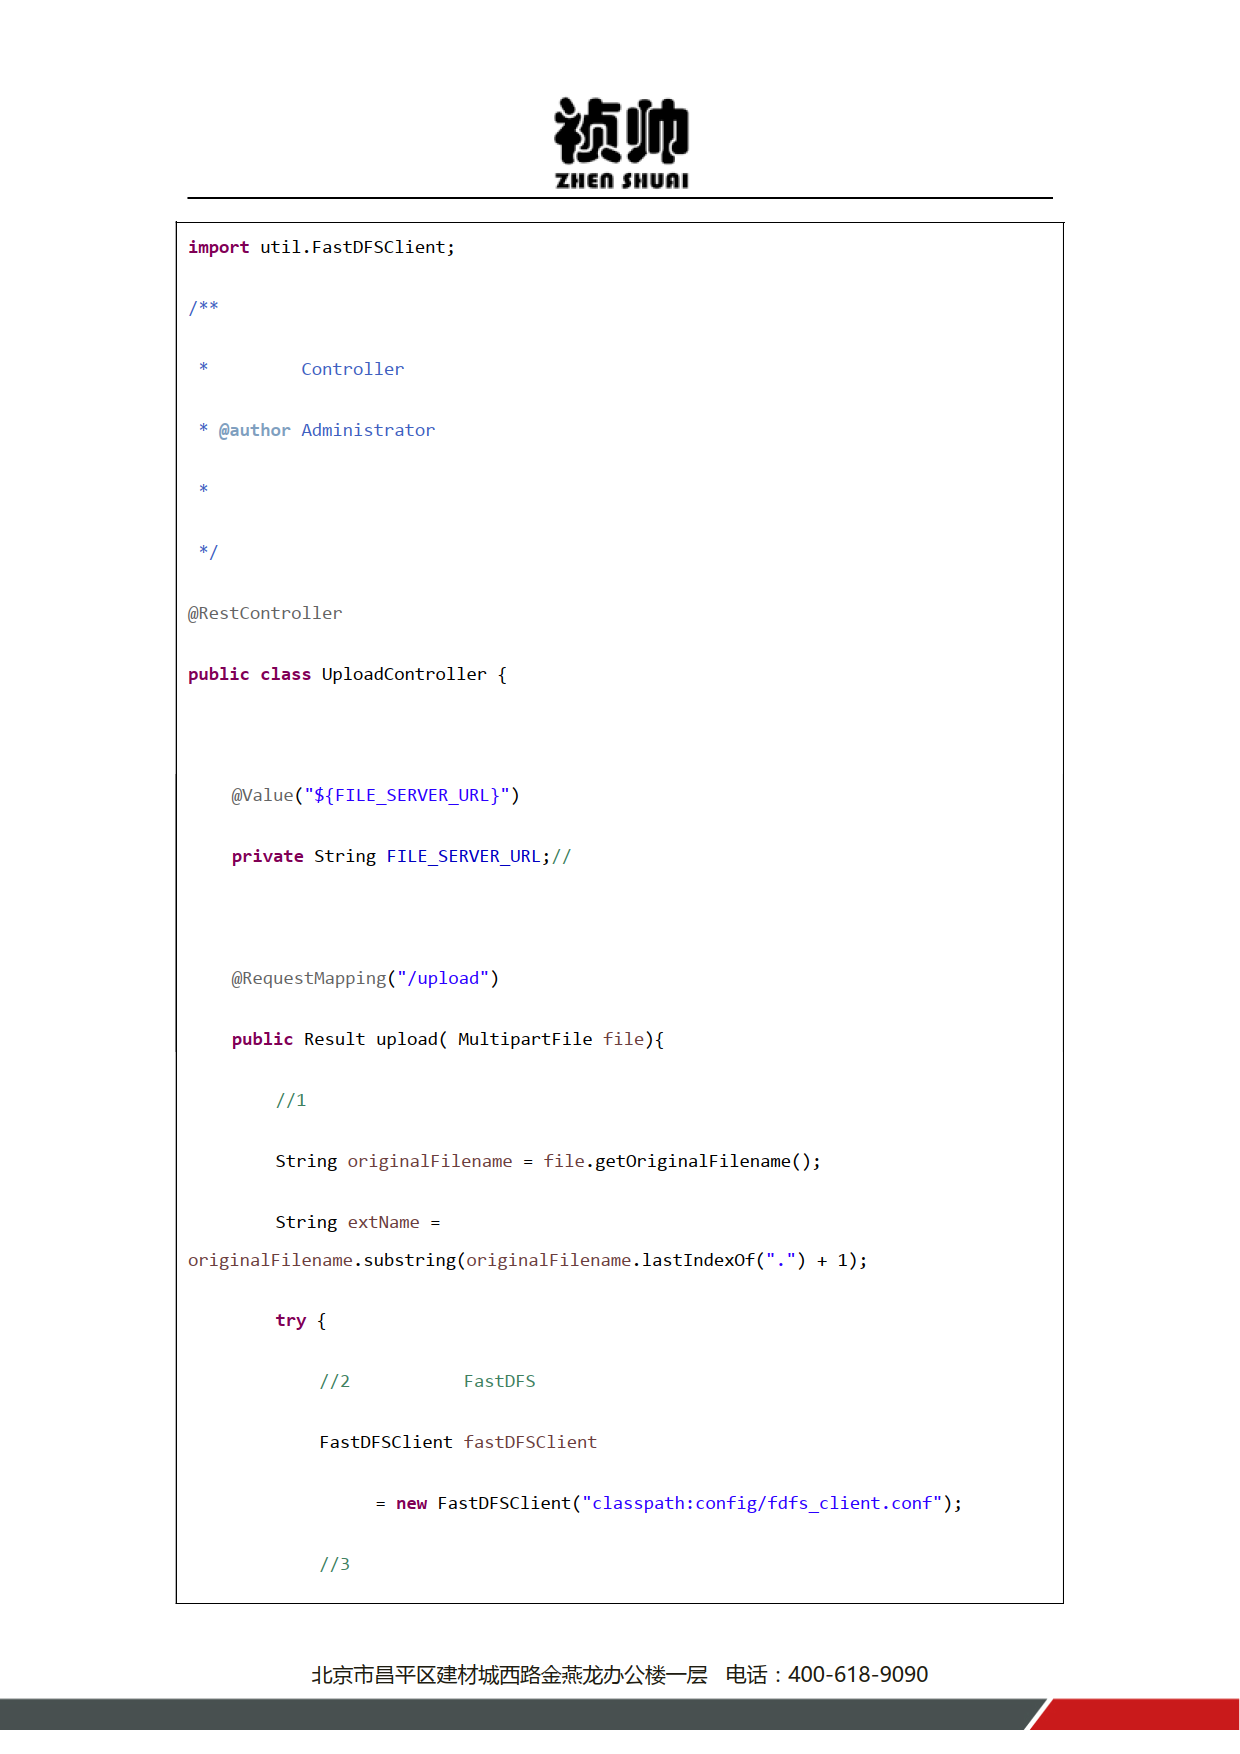 祯帅
ZHEN SHUAI
import util.FastDFSClient;
/**
 *         Controller
 * @author Administrator
 *
 */
@RestController
public class UploadController {
@Value("${FILE_SERVER_URL}")
private String FILE_SERVER_URL;//
@RequestMapping("/upload")
public Result upload( MultipartFile file){
//1
String originalFilename = file.getOriginalFilename();
String extName =
originalFilename.substring(originalFilename.lastIndexOf(".") + 1);
try {
//2           FastDFS
FastDFSClient fastDFSClient
= new FastDFSClient("classpath:config/fdfs_client.conf");
//3
北京市昌平区建材城西路金燕龙办公楼一层   电话：400-618-9090